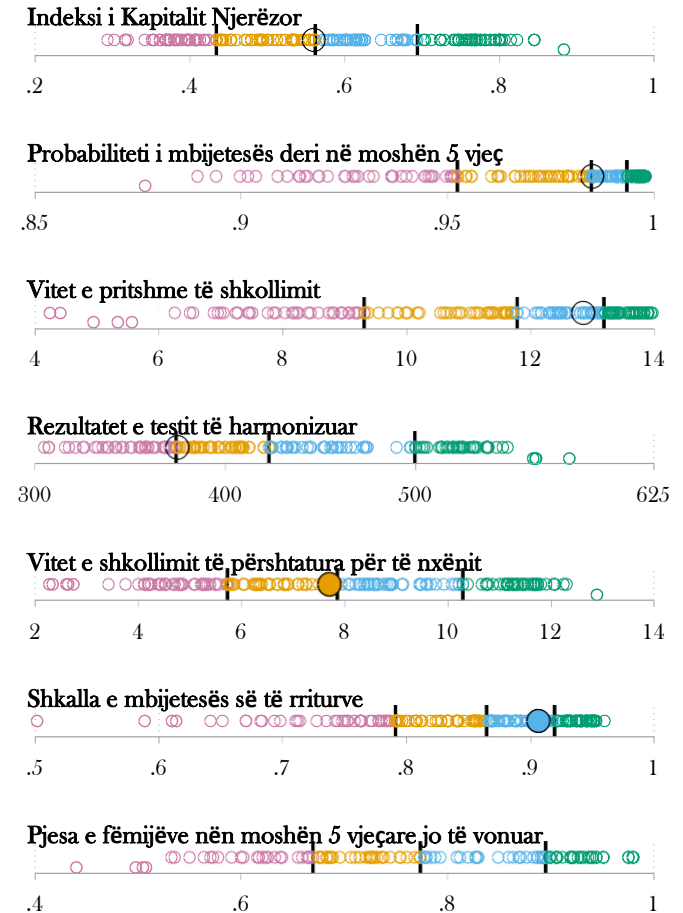 Indeksi i Kapitalit Njerëzor
.2 .4 .6 .8 1
Probabiliteti i mbijetesës deri në moshën 5 vjeç
.85 .9 .95 1
Vitet e pritshme të shkollimit
4 6 8 10 12 14
Rezultatet e testit të harmonizuar
300 400 500 625
Vitet e shkollimit të përshtatura për të nxënit
2 4 6 8 10 12 14
Shkalla e mbijetesës së të rriturve
.5 .6 .7 .8 .9 1
Pjesa e fëmijëve nën moshën 5 vjeçare jo të vonuar
.4 .6 .8 1